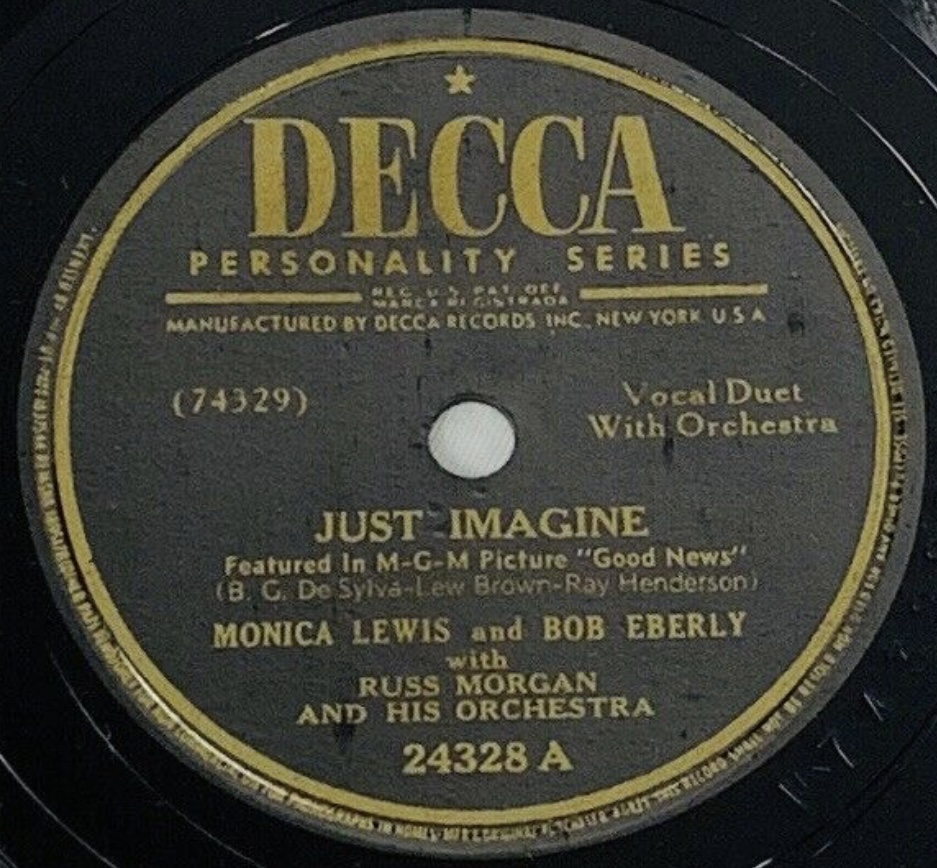 DECCA
PERSONALITY SERIES
REG. U.S. PAT. OFF.
MARCA REGISTRADA
MANUFACTURED BY DECCA RECORDS INC., NEW YORK U S A
(74329)
Vocal Duet
With Orchestra
JUST IMAGINE
Featured In M-G-M Picture "Good News"
(B. G. De Sylva-Lew Brown-Ray Henderson)
MONICA LEWIS and BOB EBERLY
with
RUSS MORGAN
AND HIS ORCHESTRA
24328 A